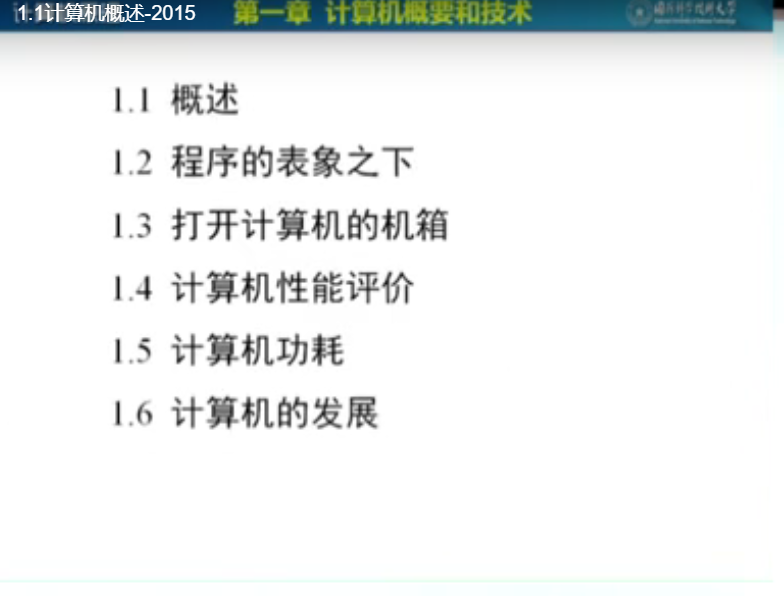 1.1计算机概述-2015
第一章 计算机概要和技术
国防科学技术大学
1.1 概述
1.2 程序的表象之下
1.3 打开计算机的机箱
1.4 计算机性能评价
1.5 计算机功耗
1.6 计算机的发展